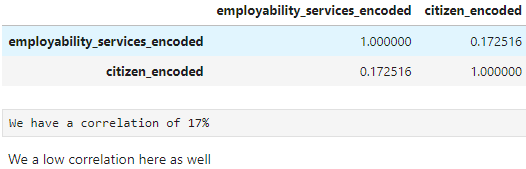 employability_services_encoded citizen_encoded
employability_services_encoded 1.000000 0.172516
citizen_encoded 0.172516 1.000000
We have a correlation of 17%
We a low correlation here as well